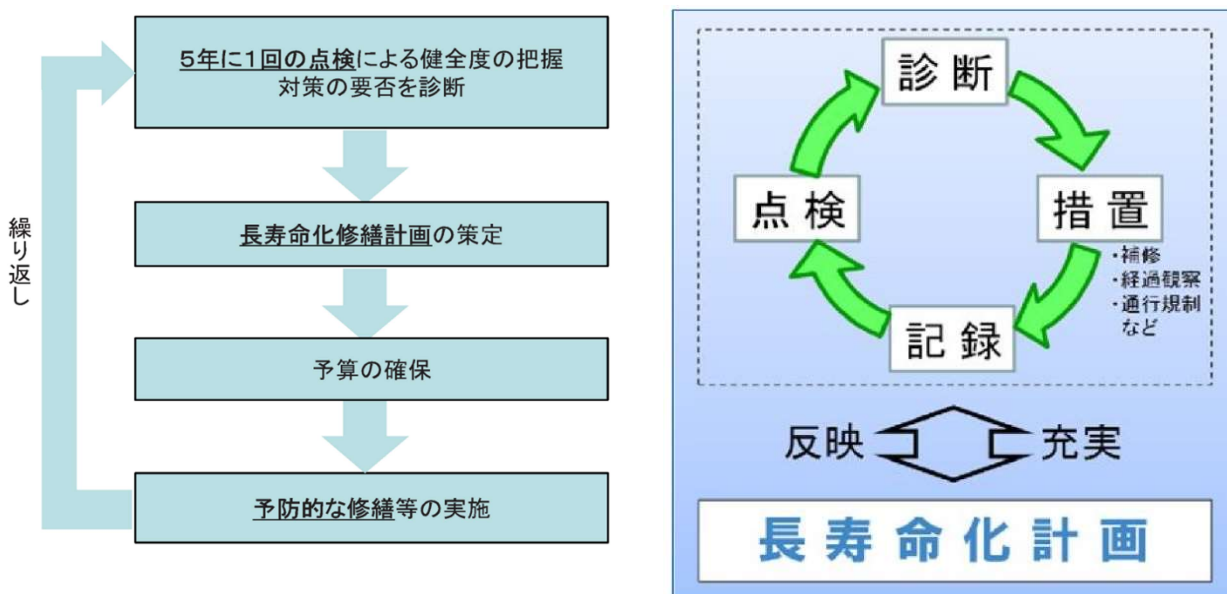 5年に1回の点検による健全度の把握
対策の要否を診断
長寿命化修繕計画の策定
予算の確保
予防的な修繕等の実施
繰り返し
診断
点検
措置
・補修
・経過観察
・通行規制
など
記録
反映
充実
長寿命化計画